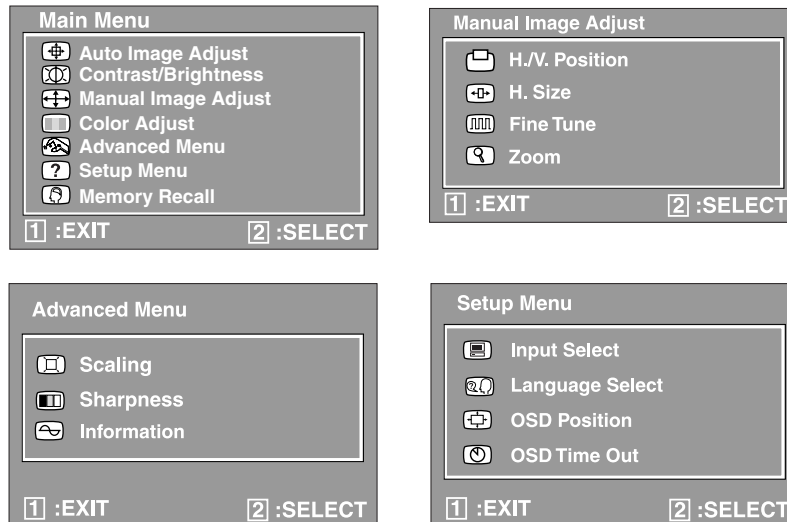 Main Menu
Auto Image Adjust
Contrast/Brightness
Manual Image Adjust
Color Adjust
Advanced Menu
? Setup Menu
Memory Recall
1 :EXIT 2 :SELECT
Manual Image Adjust
H./V. Position
H. Size
Fine Tune
Zoom
1 :EXIT 2 :SELECT
Advanced Menu
Scaling
Sharpness
Information
1 :EXIT 2 :SELECT
Setup Menu
Input Select
Language Select
OSD Position
OSD Time Out
1 :EXIT 2 :SELECT